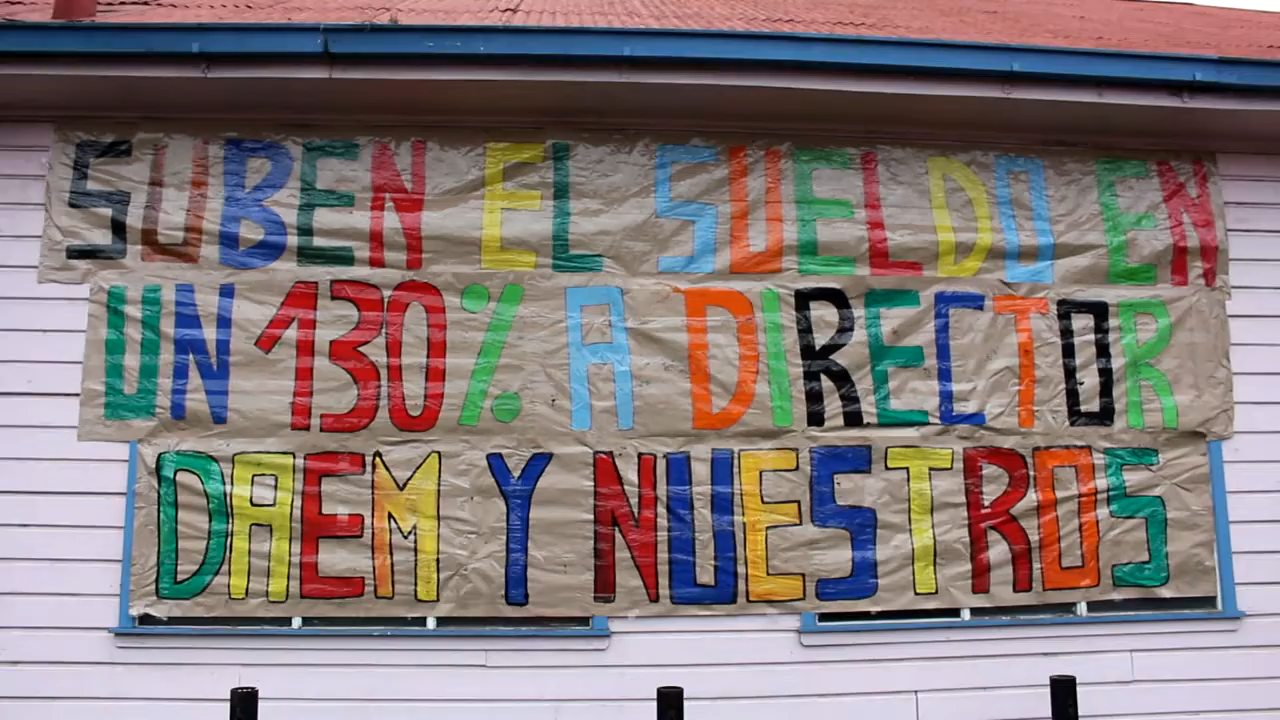 SUBEN EL SUELDO EN
UN 130% A DIRECTOR
DAEM Y NUESTROS